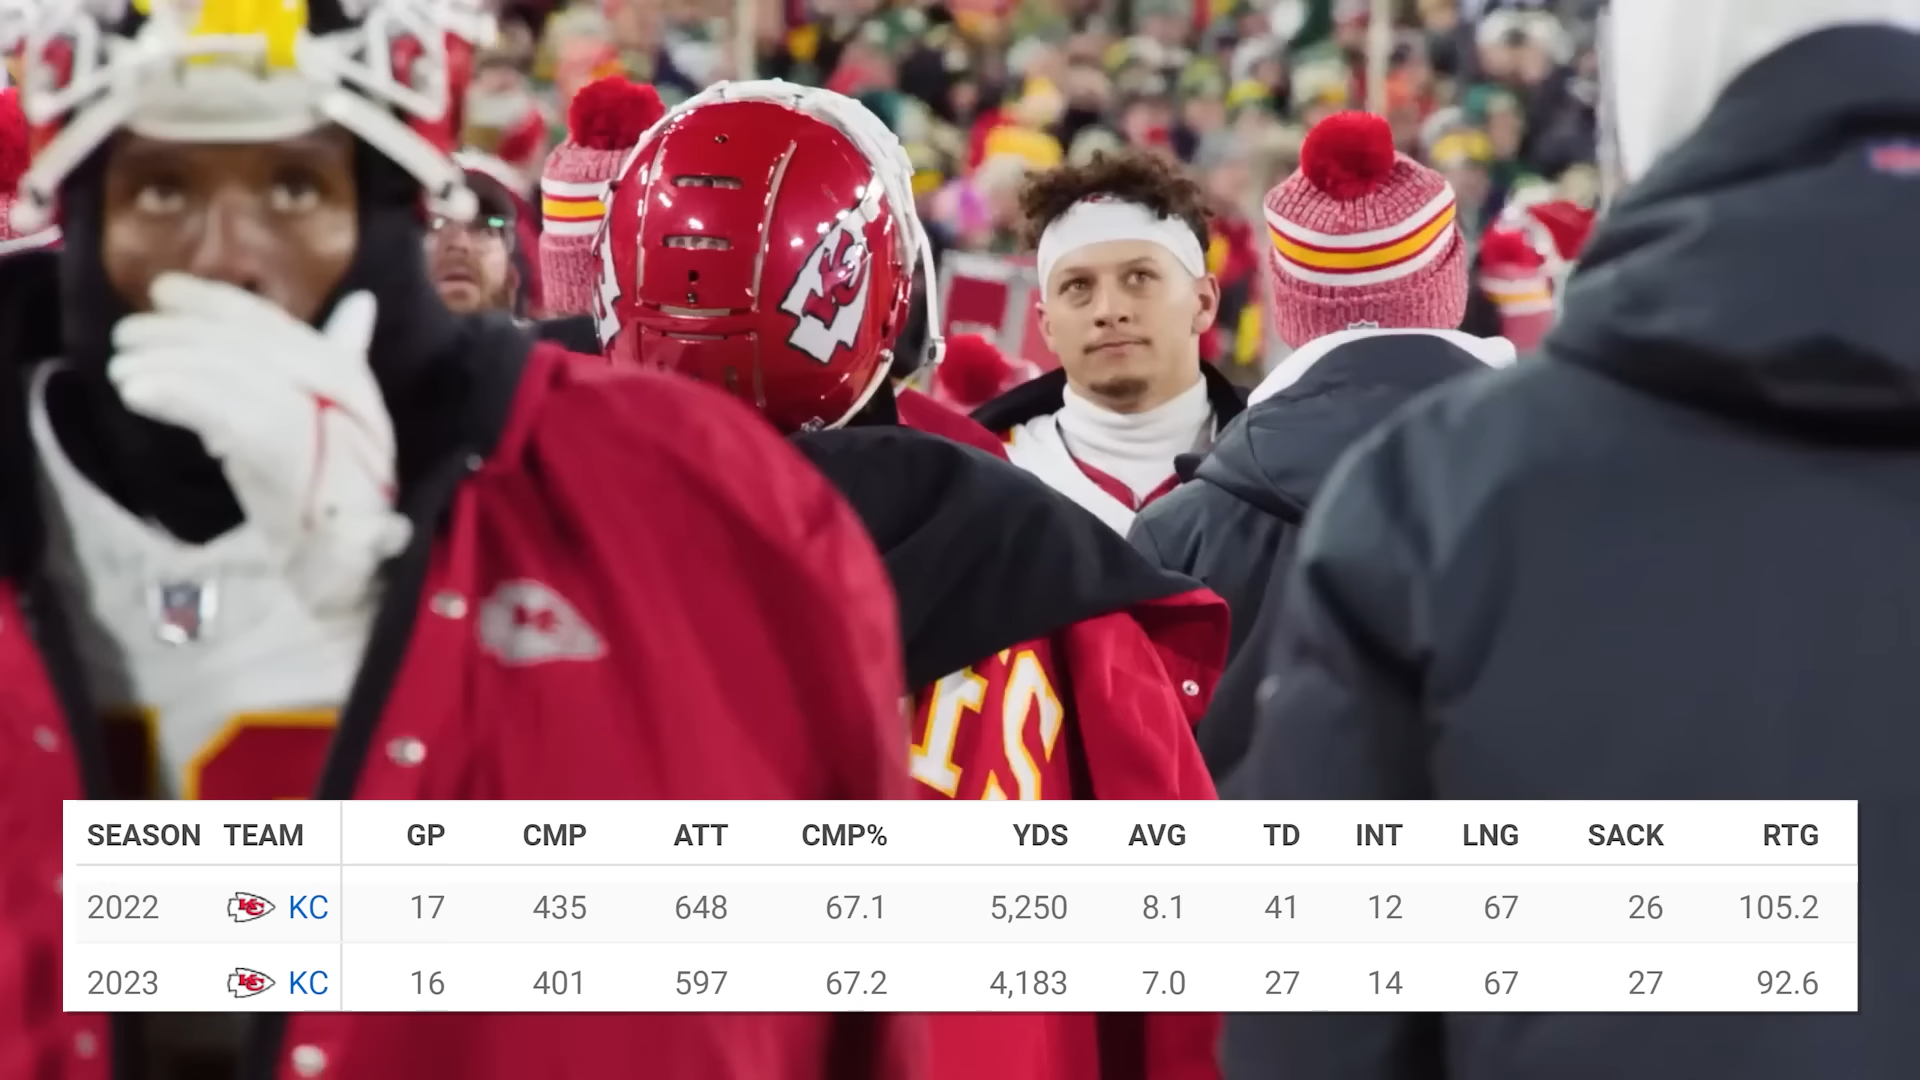 SEASON TEAM GP CMP ATT CMP% YDS AVG TD INT LNG SACK RTG
2022 KC 17 435 648 67.1 5,250 8.1 41 12 67 26 105.2
2023 KC 16 401 597 67.2 4,183 7.0 27 14 67 27 92.6